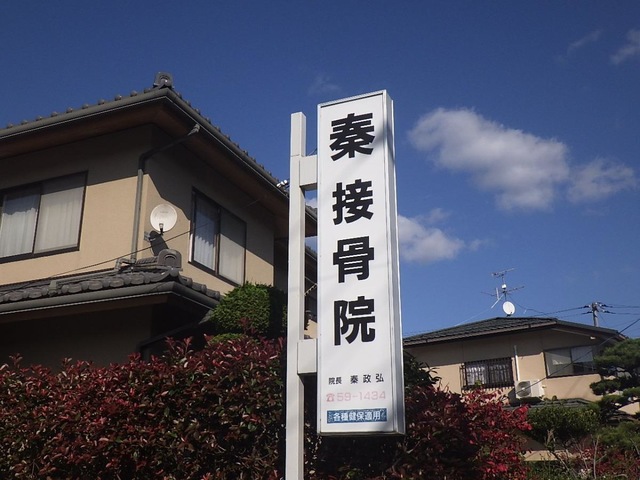 秦接骨院
院長 秦政弘
☎59-1434
各種健保適用